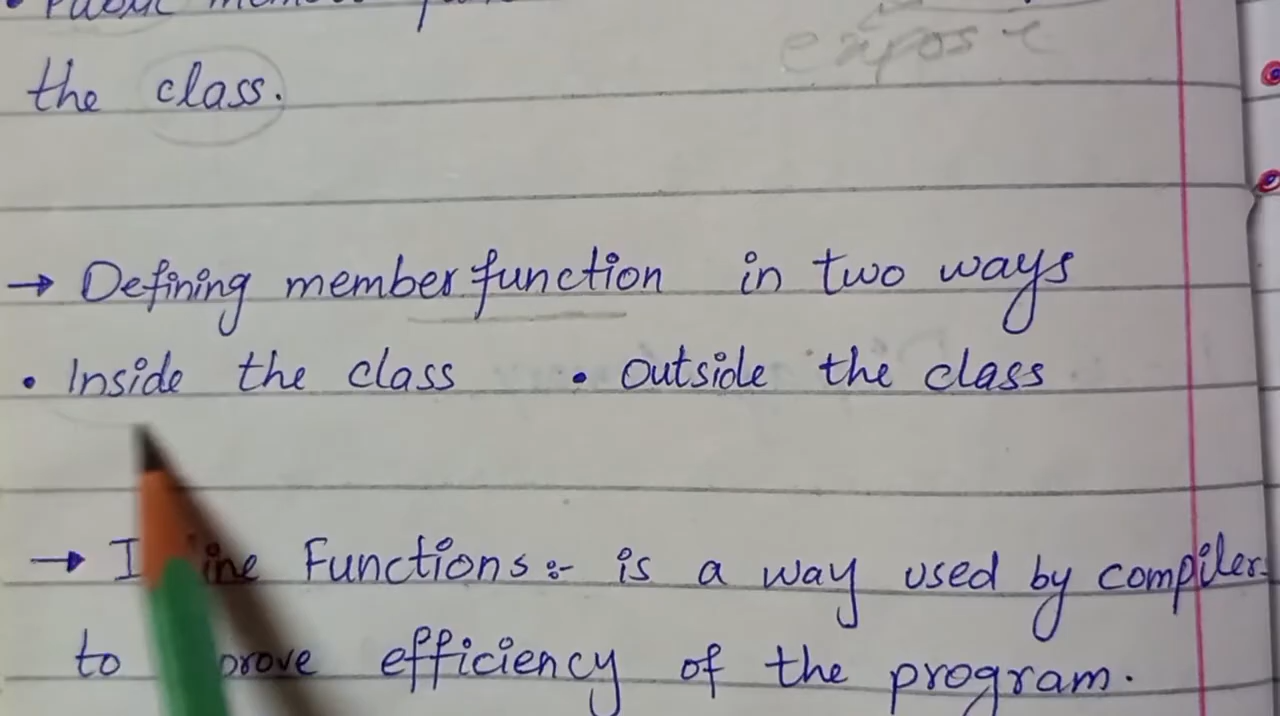 expose
the class.
→ Defining member function in two ways
• Inside the class • outside the class
→ Functions:- is a way used by compiler
to efficiency of the program.